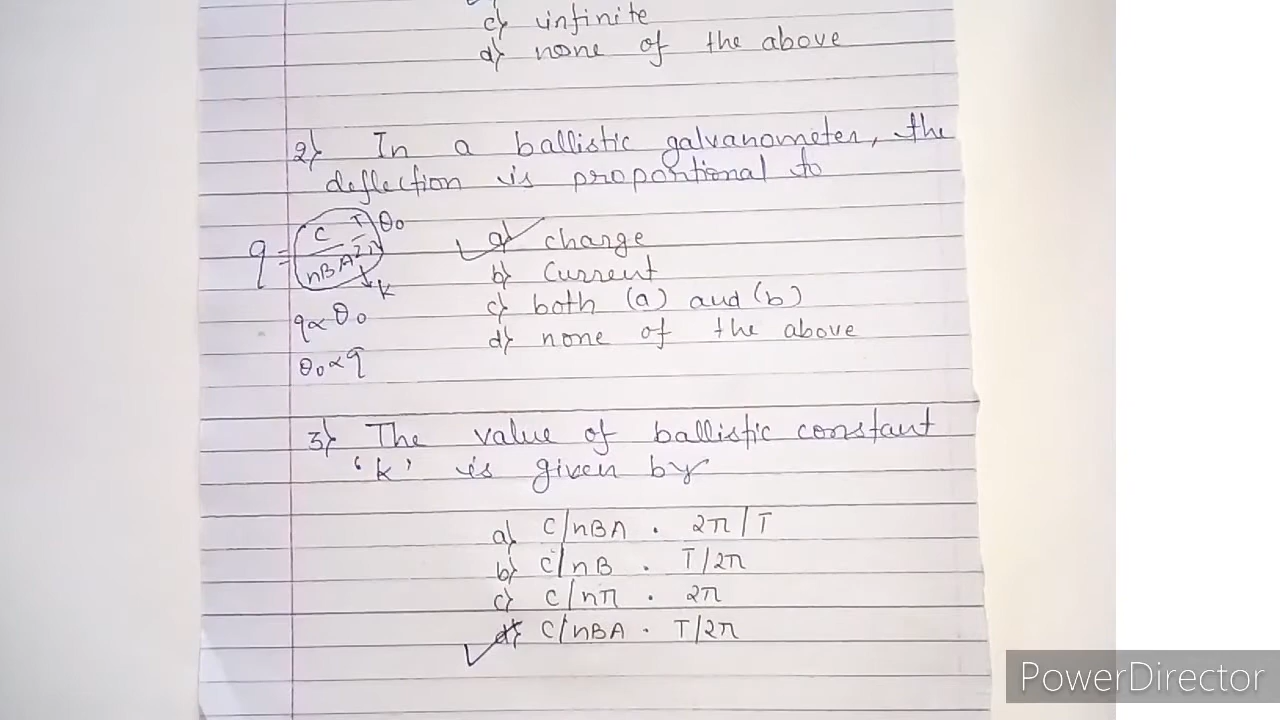 c) infinite
d) none of the above
2) In a ballistic galvanometer, the
deflection is proportional to
q = C/nBA T/2π θ₀
K
q ∝ θ₀
θ₀ ∝ q
a) charge
b) Current
c) both (a) and (b)
d) none of the above
3) The value of ballistic constant
'k' is given by
a) C/nBA . 2π/T
b) C/nB . T/2π
c) C/nπ . 2π
d) C/nBA . T/2π
PowerDirector